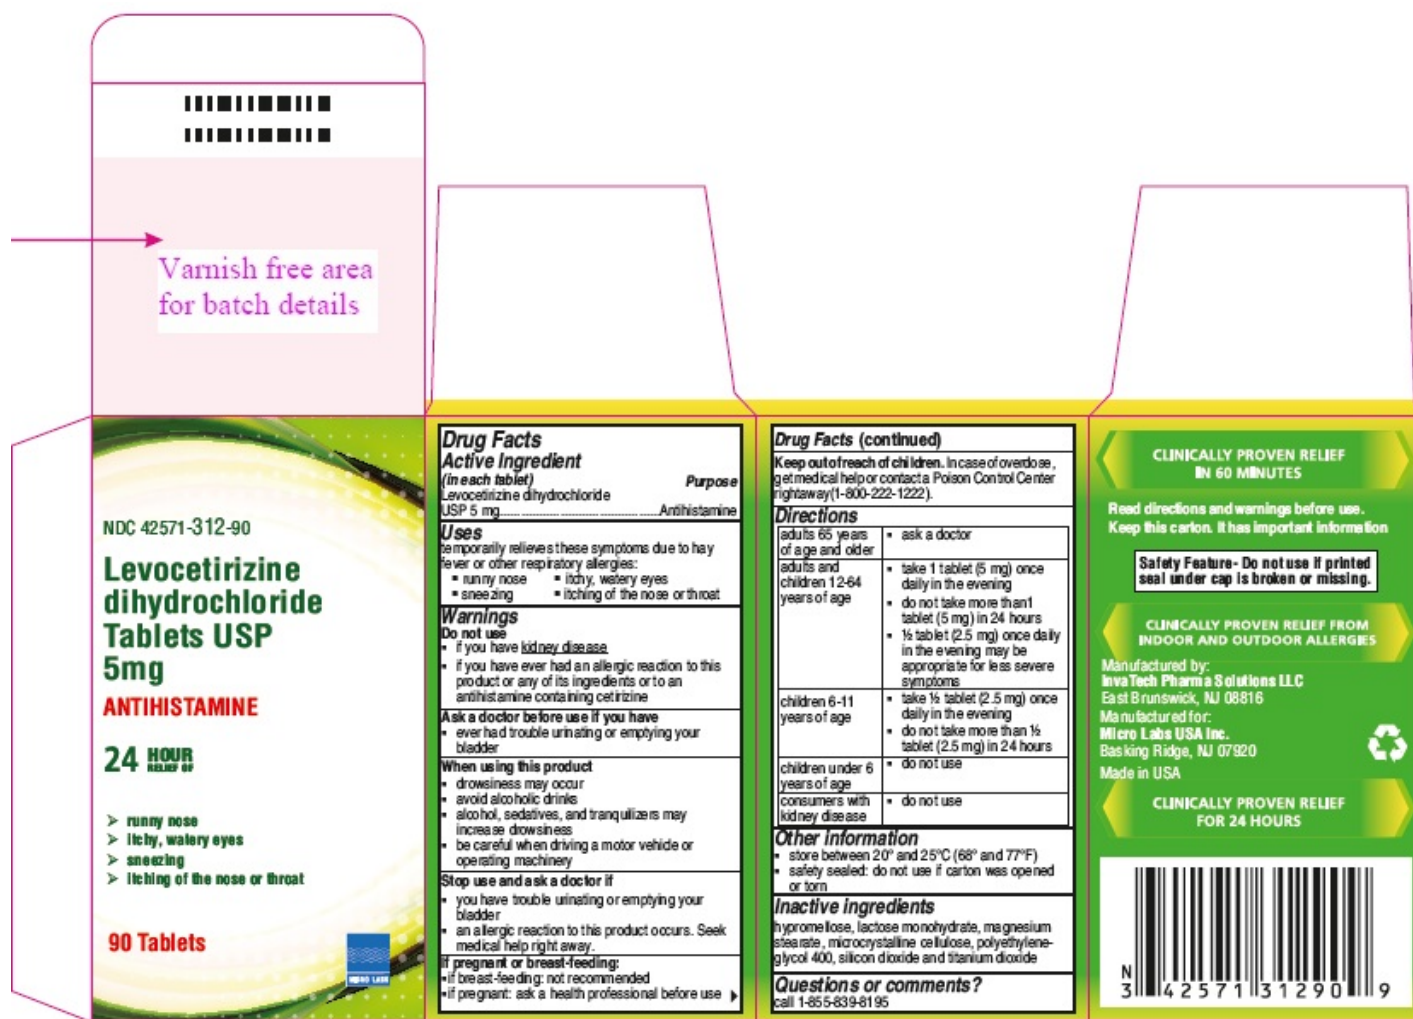 Varnish free area
for batch details
NDC 42571-312-90
Levocetirizine
dihydrochloride
Tablets USP
5mg
ANTIHISTAMINE
24 HOUR
RELIEF OF
➢ runny nose
➢ itchy, watery eyes
➢ sneezing
➢ itching of the nose or throat
90 Tablets
MICRO LABS
Drug Facts
Active Ingredient
(in each tablet) Purpose
Levocetirizine dihydrochloride
USP 5 mg.......................................Antihistamine
Uses
temporarily relieves these symptoms due to hay
fever or other respiratory allergies:
▪ runny nose ▪ itchy, watery eyes
▪ sneezing ▪ itching of the nose or throat
Warnings
Do not use
▪ if you have kidney disease
▪ if you have ever had an allergic reaction to this
product or any of its ingredients or to an
antihistamine containing cetirizine
Ask a doctor before use if you have
▪ ever had trouble urinating or emptying your
bladder
When using this product
▪ drowsiness may occur
▪ avoid alcoholic drinks
▪ alcohol, sedatives, and tranquilizers may
increase drowsiness
▪ be careful when driving a motor vehicle or
operating machinery
Stop use and ask a doctor if
▪ you have trouble urinating or emptying your
bladder
▪ an allergic reaction to this product occurs. Seek
medical help right away.
If pregnant or breast-feeding:
▪ if breast-feeding: not recommended
▪ if pregnant: ask a health professional before use
Drug Facts (continued)
Keep out of reach of children. In case of overdose,
get medical help or contact a Poison Control Center
right away (1-800-222-1222).
Directions
adults 65 years
of age and older
▪ ask a doctor
adults and
children 12-64
years of age
▪ take 1 tablet (5 mg) once
daily in the evening
▪ do not take more than 1
tablet (5 mg) in 24 hours
▪ ½ tablet (2.5 mg) once daily
in the evening may be
appropriate for less severe
symptoms
children 6-11
years of age
▪ take ½ tablet (2.5 mg) once
daily in the evening
▪ do not take more than ½
tablet (2.5 mg) in 24 hours
children under 6
years of age
▪ do not use
consumers with
kidney disease
▪ do not use
Other information
▪ store between 20° and 25°C (68° and 77°F)
▪ safety sealed: do not use if carton was opened
or torn
Inactive ingredients
hypromellose, lactose monohydrate, magnesium
stearate, microcrystalline cellulose, polyethylene-
glycol 400, silicon dioxide and titanium dioxide
Questions or comments?
call 1-855-839-8195
CLINICALLY PROVEN RELIEF
IN 60 MINUTES
Read directions and warnings before use.
Keep this carton. It has important information
Safety Feature- Do not use if printed
seal under cap is broken or missing.
CLINICALLY PROVEN RELIEF FROM
INDOOR AND OUTDOOR ALLERGIES
Manufactured by:
InvaTech Pharma Solutions LLC
East Brunswick, NJ 08816
Manufactured for:
Micro Labs USA Inc.
Basking Ridge, NJ 07920
Made in USA
CLINICALLY PROVEN RELIEF
FOR 24 HOURS
N
3 42571 31290 9